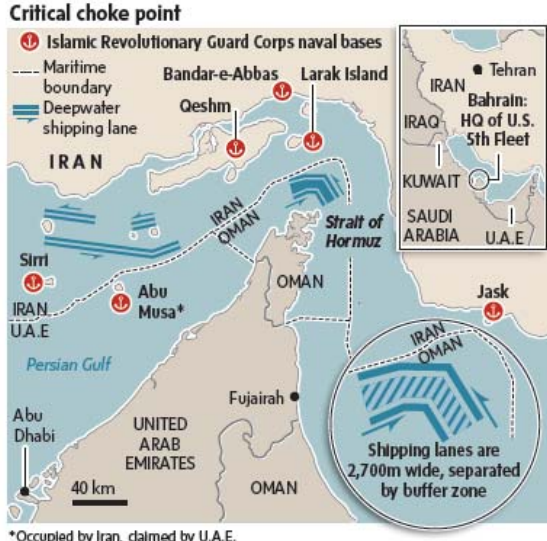 Critical choke point
Islamic Revolutionary Guard Corps naval bases
Maritime
boundary
Deepwater
shipping lane
Bandar-e-Abbas
Larak Island
Qeshm
IRAN
IRAN
OMAN
Strait of
Hormuz
OMAN
Sirri
Abu
Musa*
IRAN
U.A.E
Persian Gulf
Jask
Fujairah
Abu
Dhabi
UNITED
ARAB
EMIRATES
OMAN
40 km
Tehran
IRAN
Bahrain:
HQ of U.S.
5th Fleet
IRAQ
KUWAIT
SAUDI
ARABIA
U.A.E
IRAN
OMAN
Shipping lanes are
2,700m wide, separated
by buffer zone
*Occupied by Iran, claimed by U.A.E.